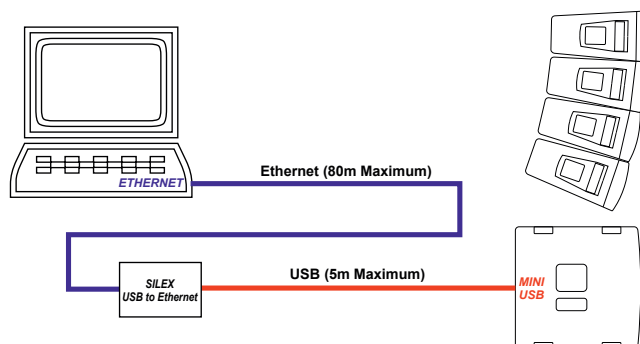 ETHERNET
Ethernet (80m Maximum)
SILEX
USB to Ethernet
USB (5m Maximum)
MINI
USB